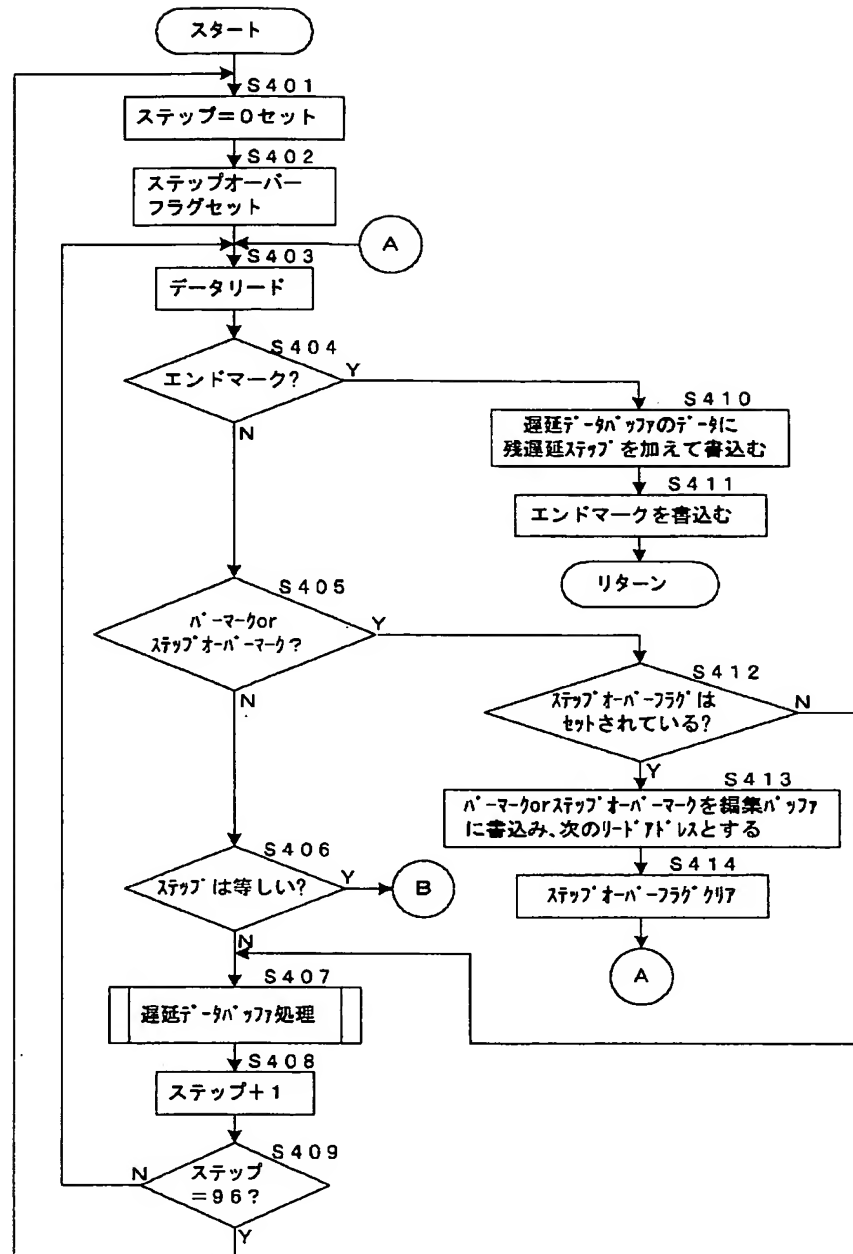 スタート
S401
ステップ=0セット
S402
ステップオーバー
フラグセット
A
S403
データリード
S404
エンドマーク?
Y
N
S410
遅延データバッファのデータに
残遅延ステップを加えて書込む
S411
エンドマークを書込む
リターン
S405
バーマークor
ステップオーバーマーク?
Y
N
S412
ステップオーバーフラグは
セットされている?
N
Y
S413
バーマークorステップオーバーマークを編集バッファ
に書込み、次のリードアドレスとする
S414
ステップオーバーフラグクリア
A
S406
ステップは等しい?
Y
B
N
S407
遅延データバッファ処理
S408
ステップ+1
S409
ステップ
=96?
N
Y